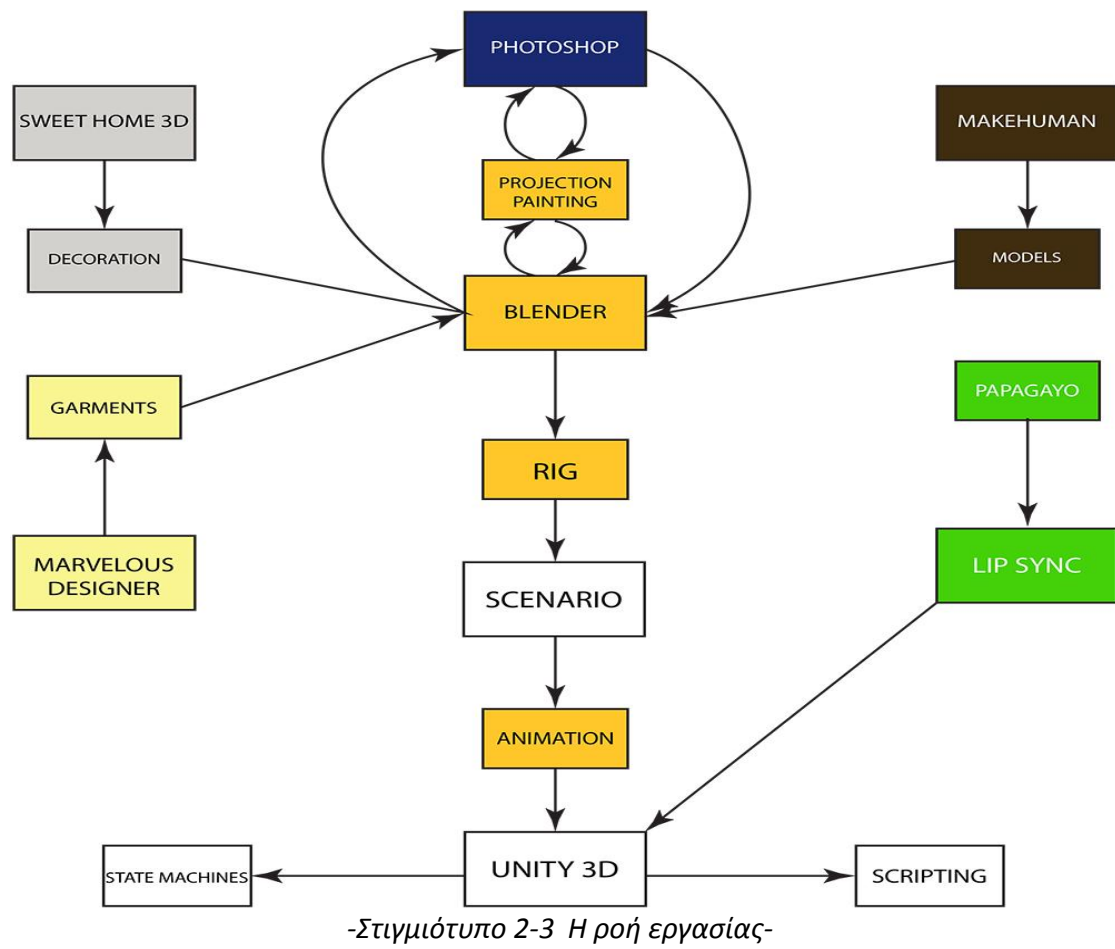 PHOTOSHOP
SWEET HOME 3D
MAKEHUMAN
PROJECTION
PAINTING
DECORATION
MODELS
BLENDER
GARMENTS
PAPAGAYO
RIG
MARVELOUS
DESIGNER
LIP SYNC
SCENARIO
ANIMATION
UNITY 3D
STATE MACHINES
SCRIPTING
-Στιγμιότυπο 2-3 Η ροή εργασίας-